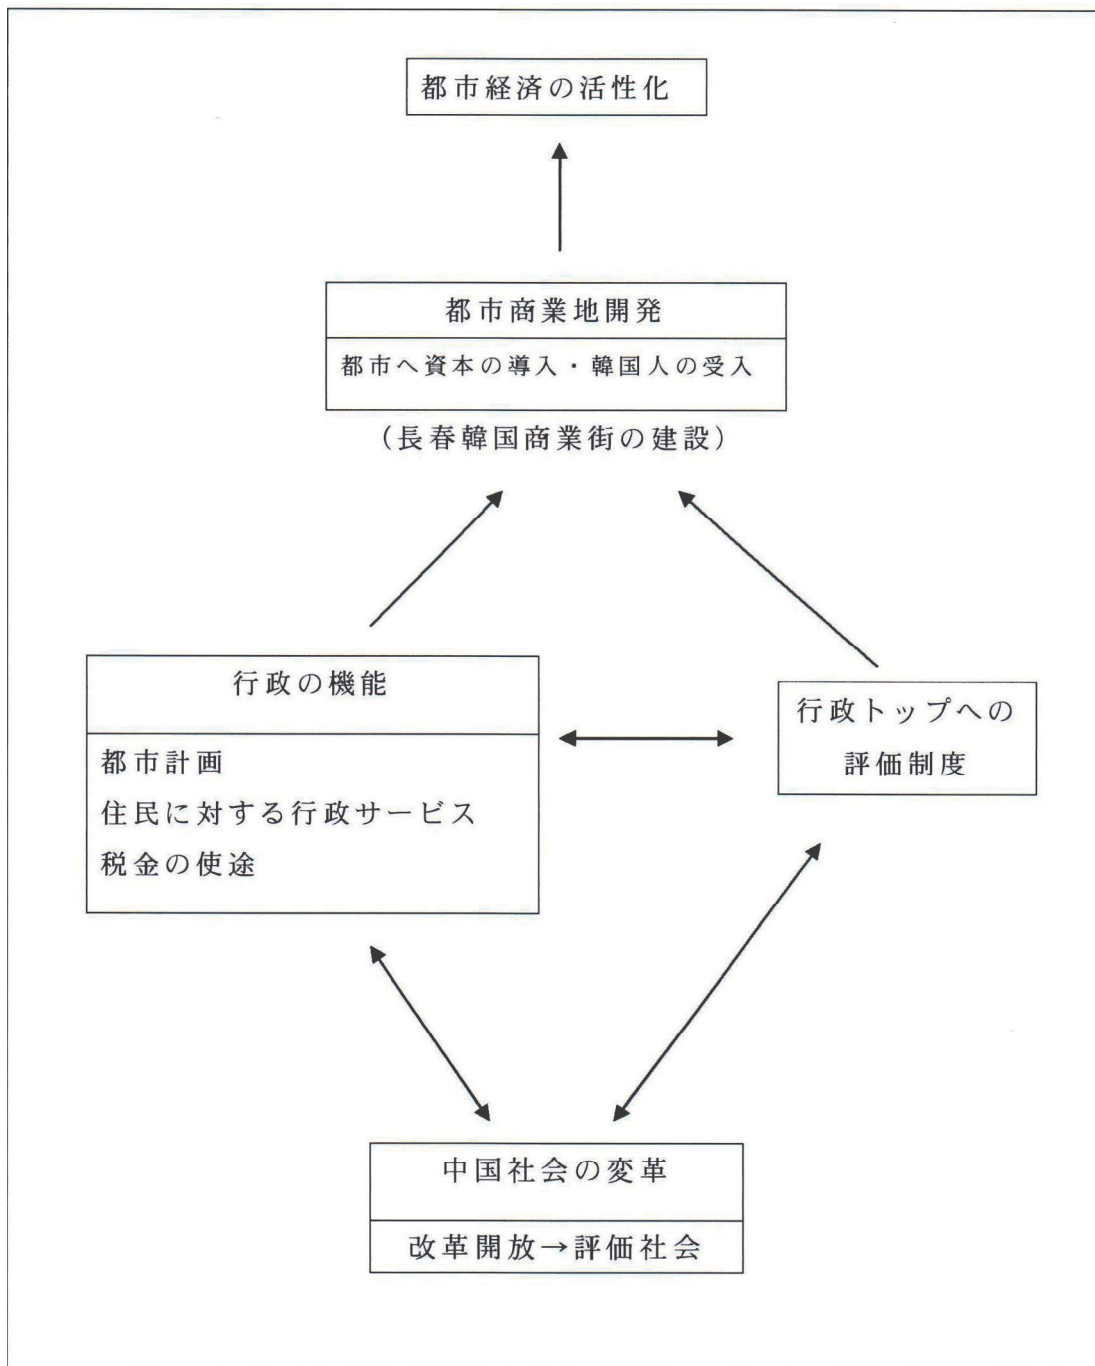 都市経済の活性化
都市商業地開発
都市へ資本の導入・韓国人の受入
（長春韓国商業街の建設）
行政の機能
都市計画
住民に対する行政サービス
税金の使途
行政トップへの
評価制度
中国社会の変革
改革開放→評価社会